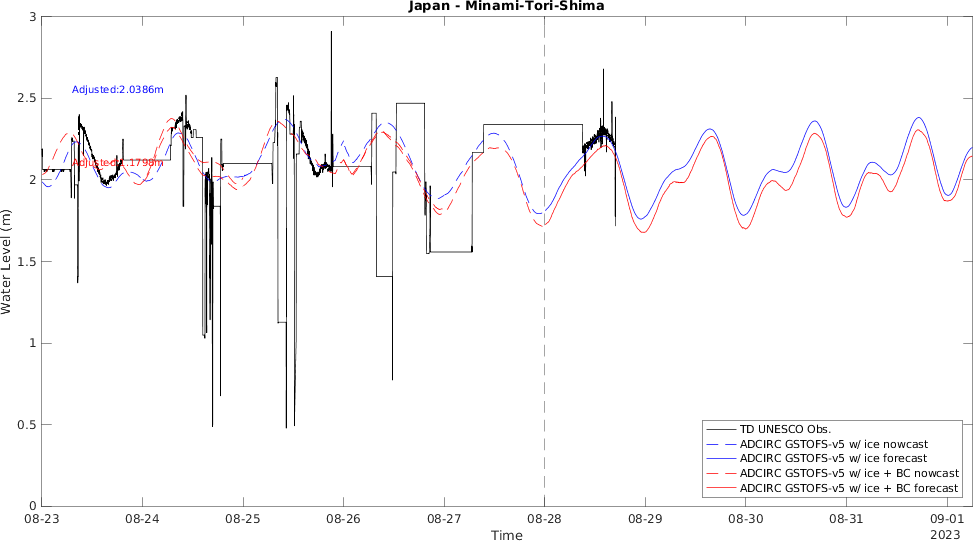 Japan - Minami-Tori-Shima
3
2.5
2
1.5
1
0.5
0
Water Level (m)
Adjusted:2.0386m
Adjusted:2.1798m
TD UNESCO Obs.
ADCIRC GSTOFS-v5 w/ ice nowcast
ADCIRC GSTOFS-v5 w/ ice forecast
ADCIRC GSTOFS-v5 w/ ice + BC nowcast
ADCIRC GSTOFS-v5 w/ ice + BC forecast
08-23 08-24 08-25 08-26 08-27 08-28 08-29 08-30 08-31 09-01
2023
Time